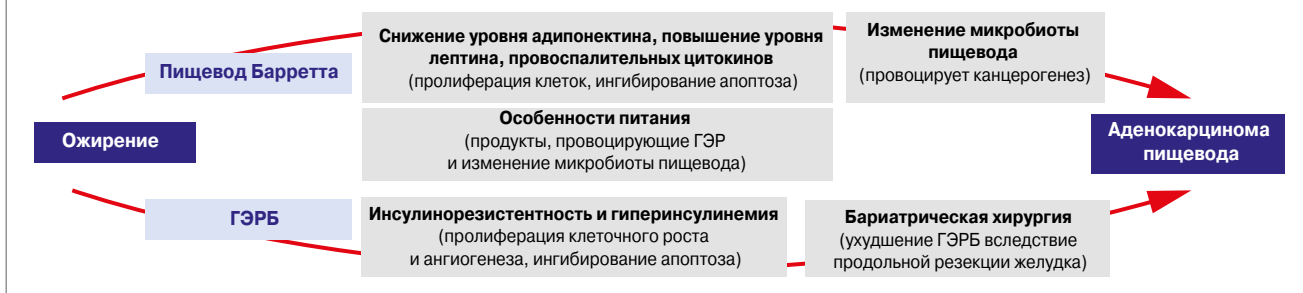 Ожирение
Пищевод Барретта
Снижение уровня адипонектина, повышение уровня
лептина, провоспалительных цитокинов
(пролиферация клеток, ингибирование апоптоза)
Изменение микробиоты
пищевода
(провоцирует канцерогенез)
Особенности питания
(продукты, провоцирующие ГЭР
и изменение микробиоты пищевода)
ГЭРБ
Инсулинорезистентность и гиперинсулинемия
(пролиферация клеточного роста
и ангиогенеза, ингибирование апоптоза)
Бариатрическая хирургия
(ухудшение ГЭРБ вследствие
продольной резекции желудка)
Аденокарцинома
пищевода